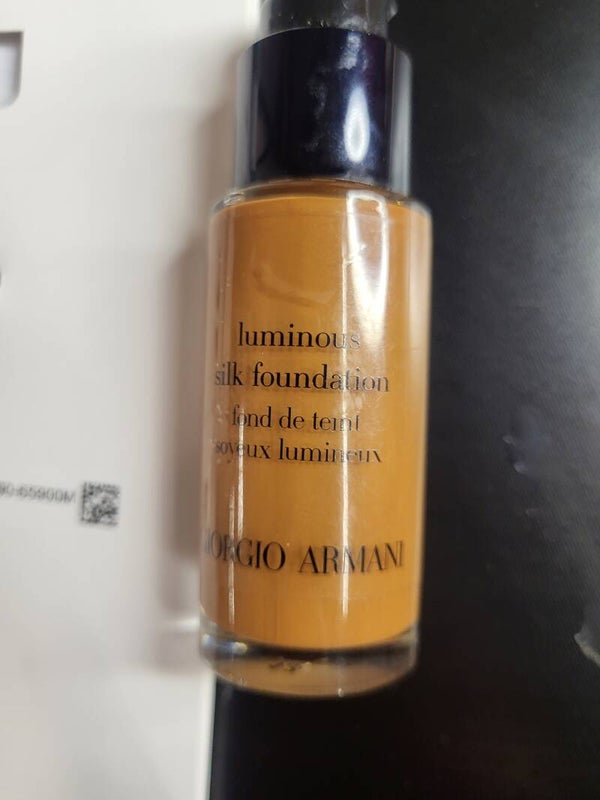 luminous
silk foundation
fond de teint
soyeux lumineux
GIORGIO ARMANI